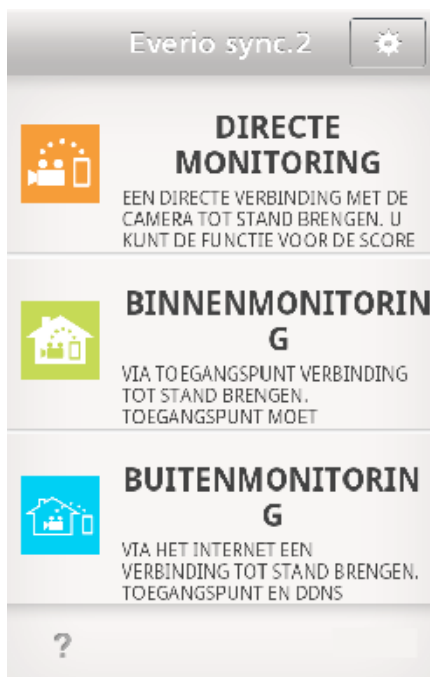 Everio sync.2
DIRECTE
MONITORING
EEN DIRECTE VERBINDING MET DE
CAMERA TOT STAND BRENGEN. U
KUNT DE FUNCTIE VOOR DE SCORE
BINNENMONITORIN
G
VIA TOEGANGSPUNT VERBINDING
TOT STAND BRENGEN.
TOEGANGSPUNT MOET
BUITENMONITORIN
G
VIA HET INTERNET EEN
VERBINDING TOT STAND BRENGEN.
TOEGANGSPUNT EN DDNS
?